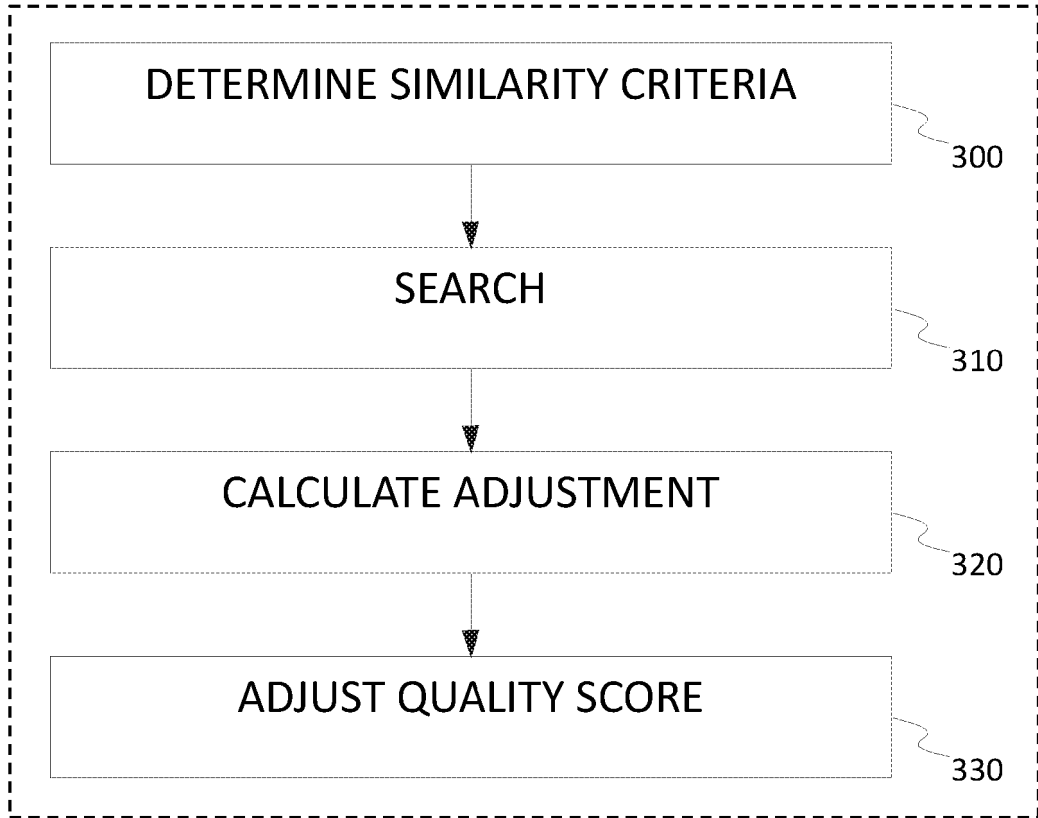 DETERMINE SIMILARITY CRITERIA
300
SEARCH
310
CALCULATE ADJUSTMENT
320
ADJUST QUALITY SCORE
330